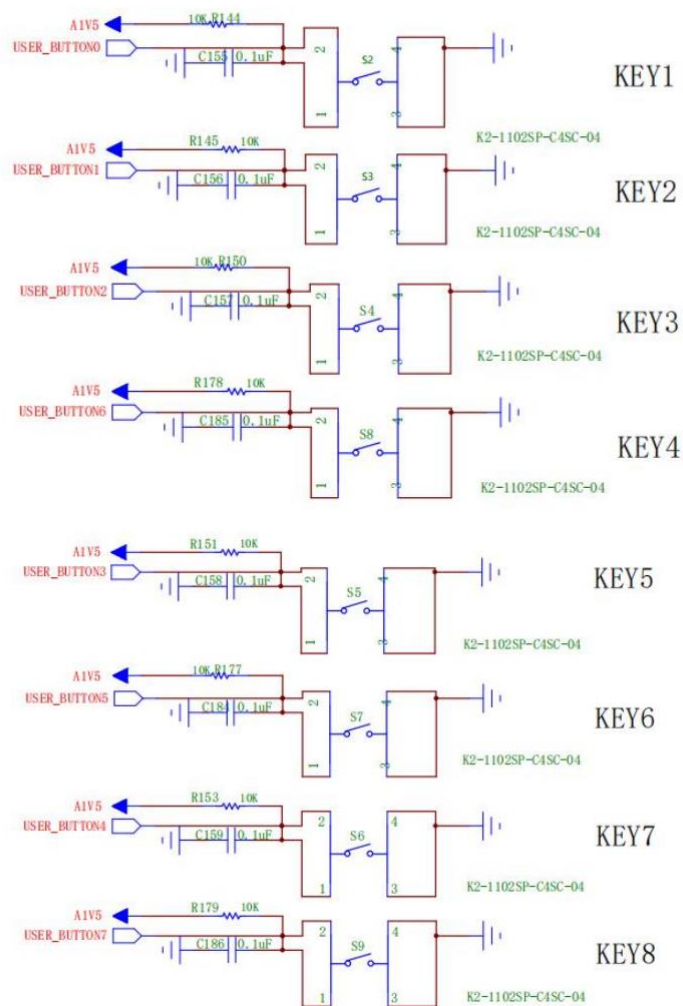 A1V5 10K R144
USER_BUTTON0
C155 0.1uF 2 1 S2 4 3
KEY1
K2-1102SP-C4SC-04
A1V5 R145 10K
USER_BUTTON1
C156 0.1uF 2 1 S3 4 3
KEY2
K2-1102SP-C4SC-04
A1V5 10K R150
USER_BUTTON2
C157 0.1uF 2 1 S4 4 3
KEY3
K2-1102SP-C4SC-04
A1V5 R178 10K
USER_BUTTON6
C185 0.1uF 2 1 S8 4 3
KEY4
K2-1102SP-C4SC-04
A1V5 R151 10K
USER_BUTTON3
C158 0.1uF 2 1 S5 4 3
KEY5
K2-1102SP-C4SC-04
A1V5 10K R177
USER_BUTTON5
C184 0.1uF 2 1 S7 4 3
KEY6
K2-1102SP-C4SC-04
A1V5 R153 10K
USER_BUTTON4
C159 0.1uF 2 1 S6 4 3
KEY7
K2-1102SP-C4SC-04
A1V5 R179 10K
USER_BUTTON7
C186 0.1uF 2 1 S9 4 3
KEY8
K2-1102SP-C4SC-04